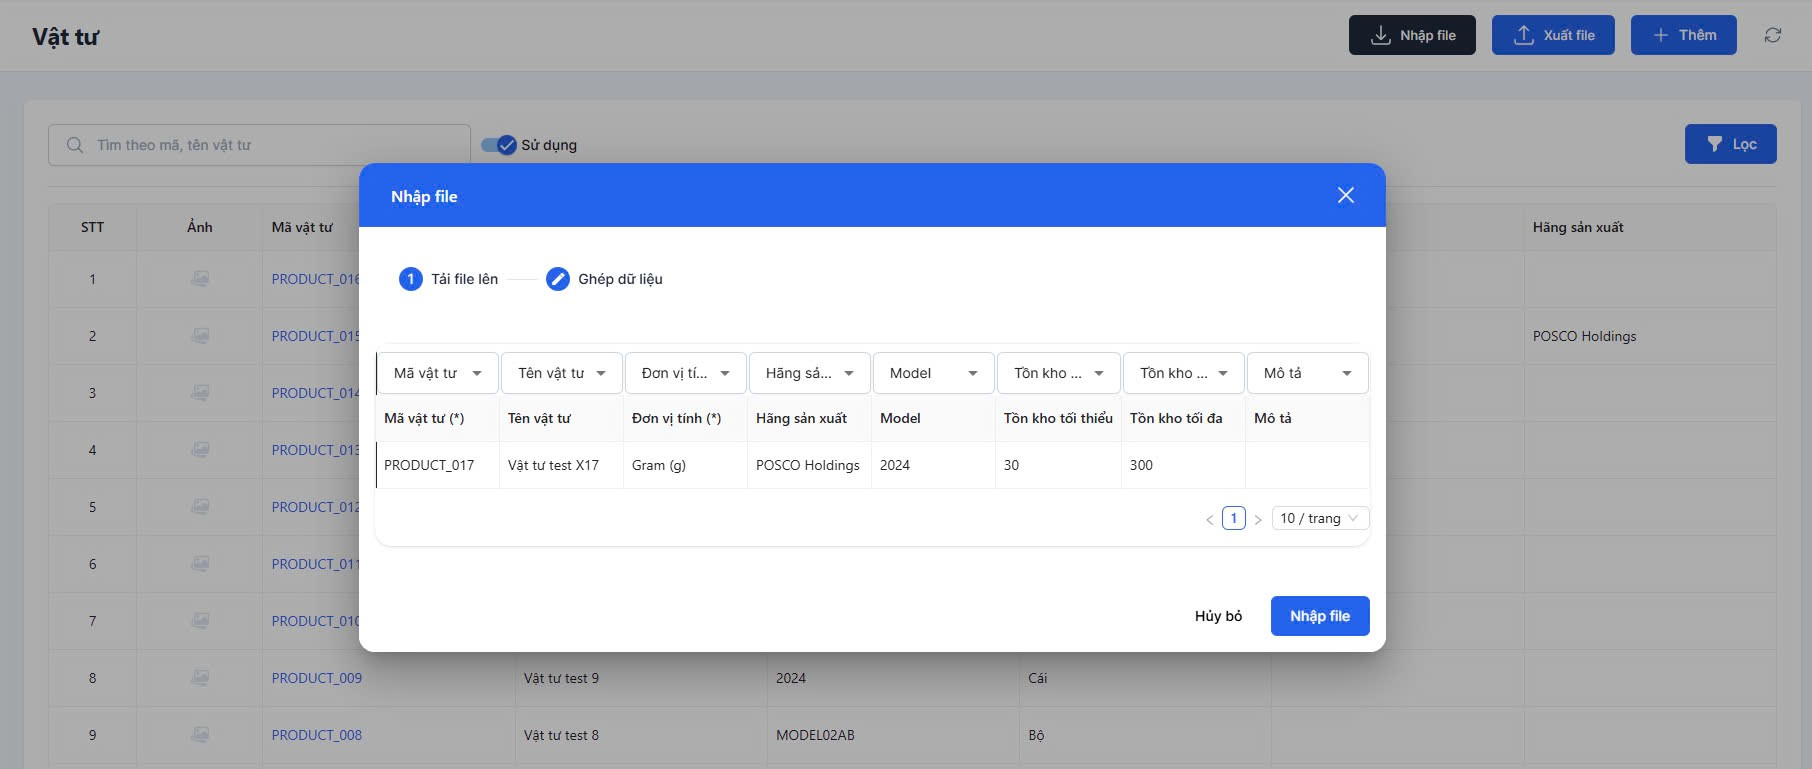 Vật tư
Nhập file
Xuất file
Thêm
Tìm theo mã, tên vật tư
Sử dụng
Lọc
Nhập file
STT Ảnh Mã vật tư Hãng sản xuất
1 Tải file lên Ghép dữ liệu
1 PRODUCT_016
2 PRODUCT_015 POSCO Holdings
3 PRODUCT_014
4 PRODUCT_013
5 PRODUCT_012
6 PRODUCT_011
7 PRODUCT_010
Mã vật tư Tên vật tư Đơn vị tí... Hãng sả... Model Tồn kho ... Tồn kho ... Mô tả
Mã vật tư (*) Tên vật tư Đơn vị tính (*) Hãng sản xuất Model Tồn kho tối thiểu Tồn kho tối đa Mô tả
PRODUCT_017 Vật tư test X17 Gram (g) POSCO Holdings 2024 30 300
< 1 > 10 / trang
Hủy bỏ Nhập file
8 PRODUCT_009 Vật tư test 9 2024 Cái
9 PRODUCT_008 Vật tư test 8 MODEL02AB Bộ